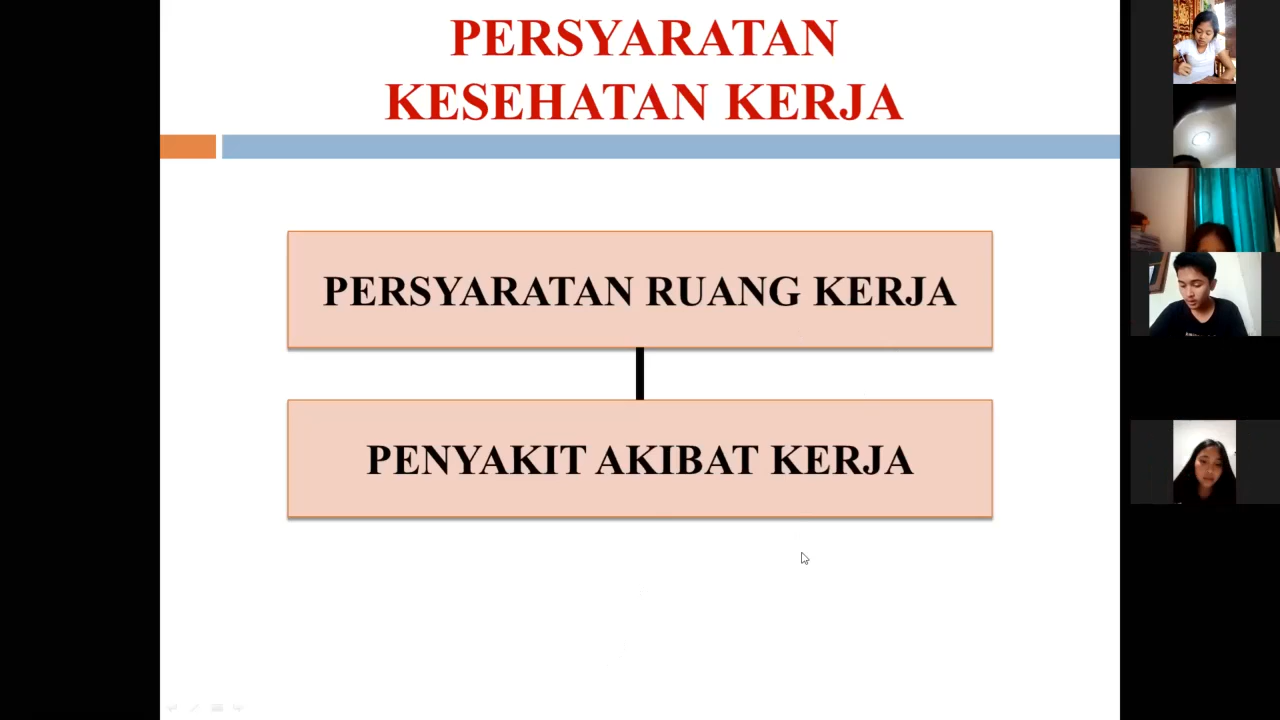 PERSYARATAN
KESEHATAN KERJA
PERSYARATAN RUANG KERJA
PENYAKIT AKIBAT KERJA